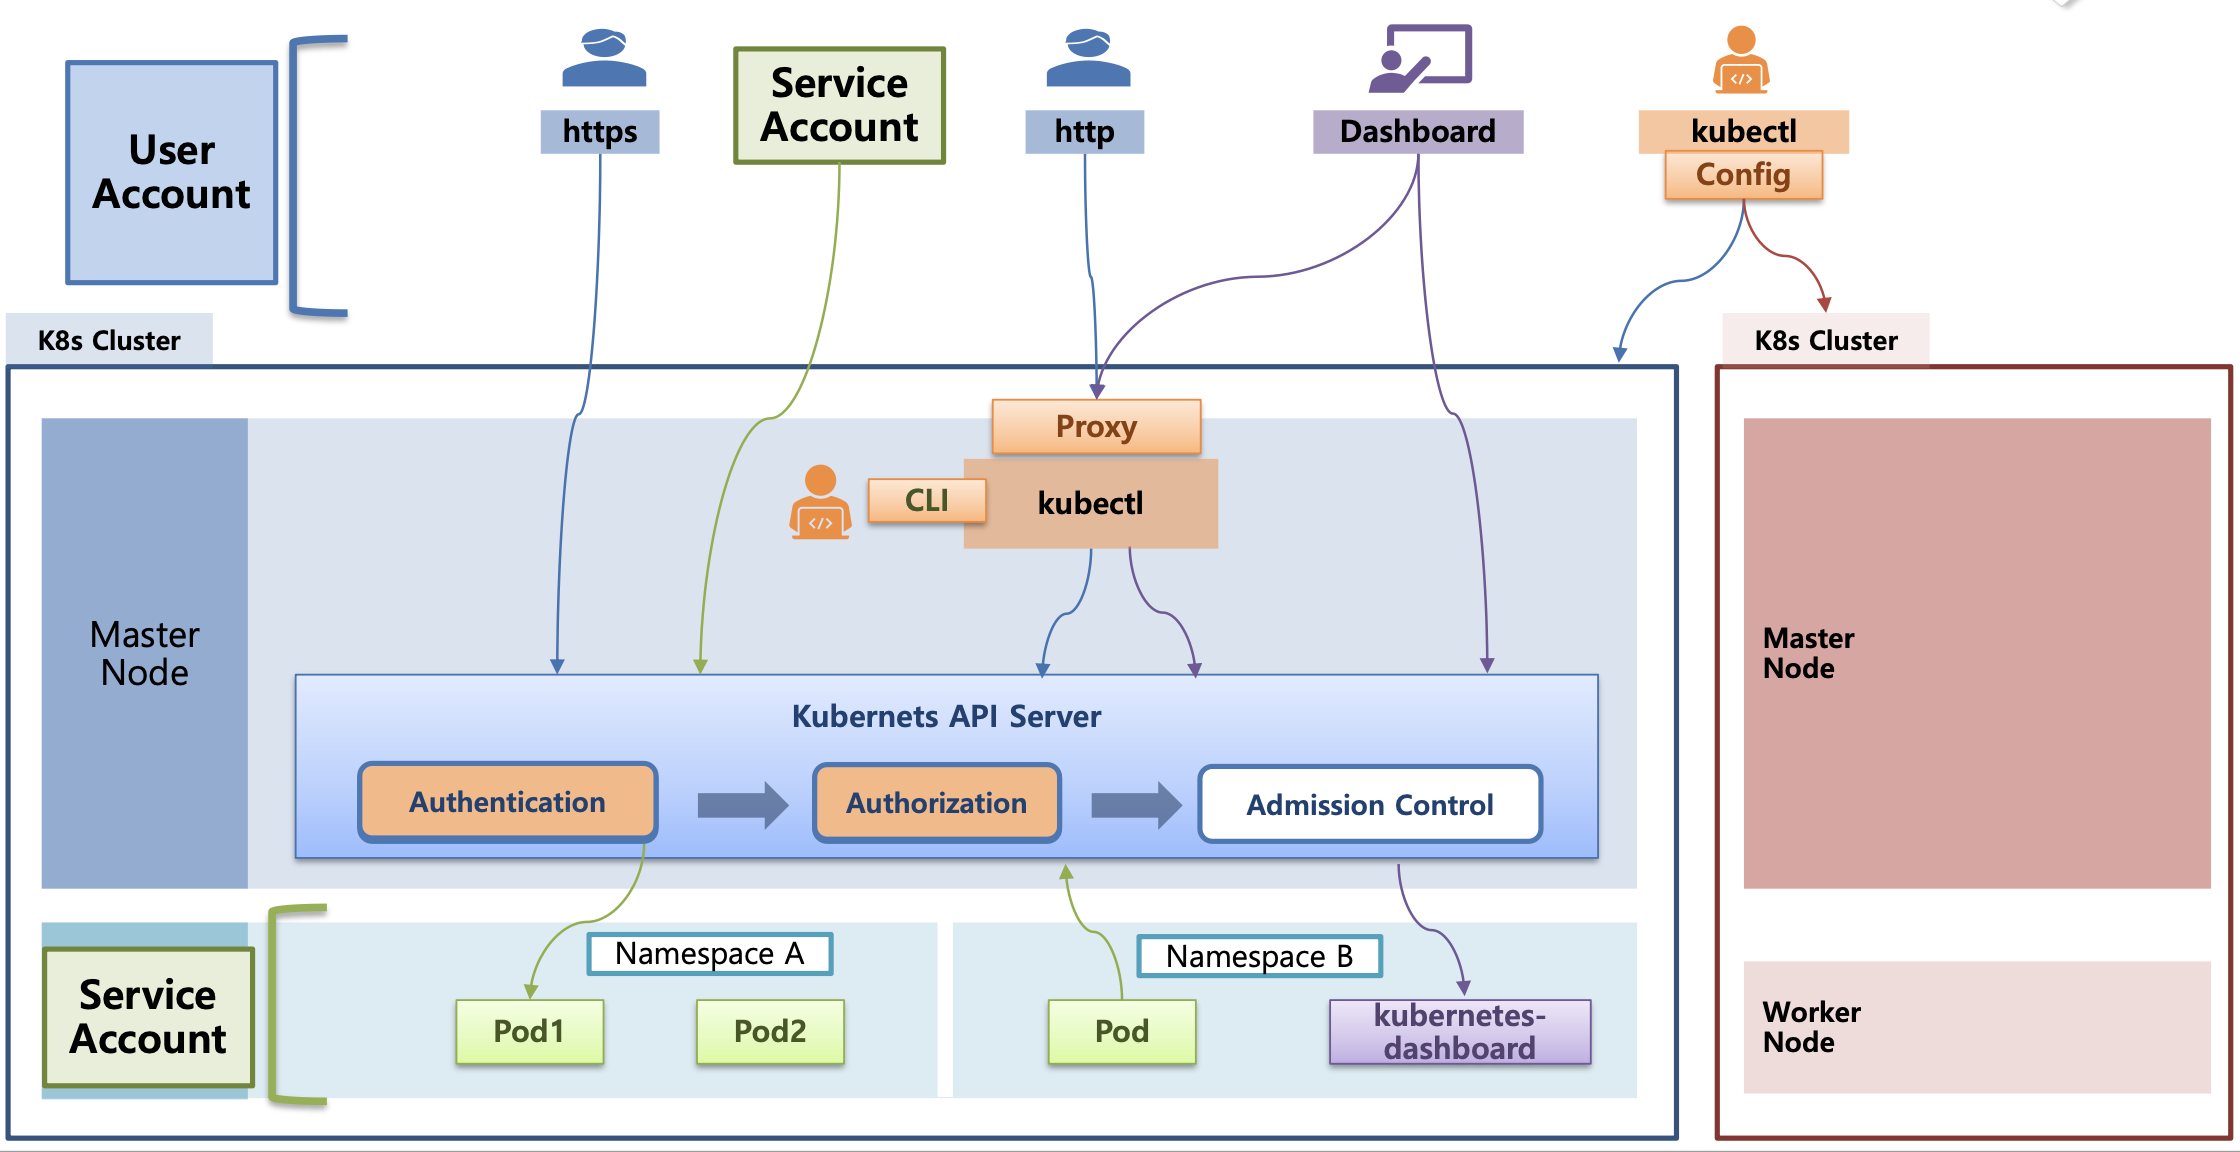 User
Account
https
Service
Account
http
Dashboard
kubectl
Config
K8s Cluster
K8s Cluster
Proxy
CLI
kubectl
Master
Node
Kubernets API Server
Authentication
Authorization
Admission Control
Master
Node
Service
Account
Namespace A
Pod1
Pod2
Namespace B
Pod
kubernetes-
dashboard
Worker
Node